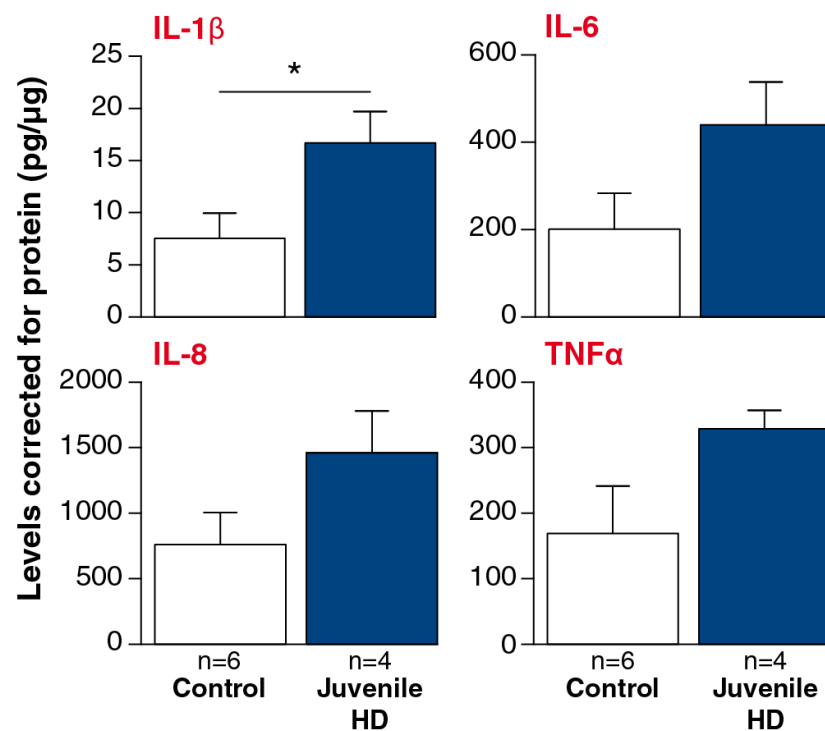 IL-1β
IL-6
Levels corrected for protein (pg/µg)
25
20
15
10
5
0
*
600
400
200
0
IL-8
TNFα
2000
1500
1000
500
0
400
300
200
100
0
n=6
n=4
n=6
n=4
Control
Juvenile
HD
Control
Juvenile
HD